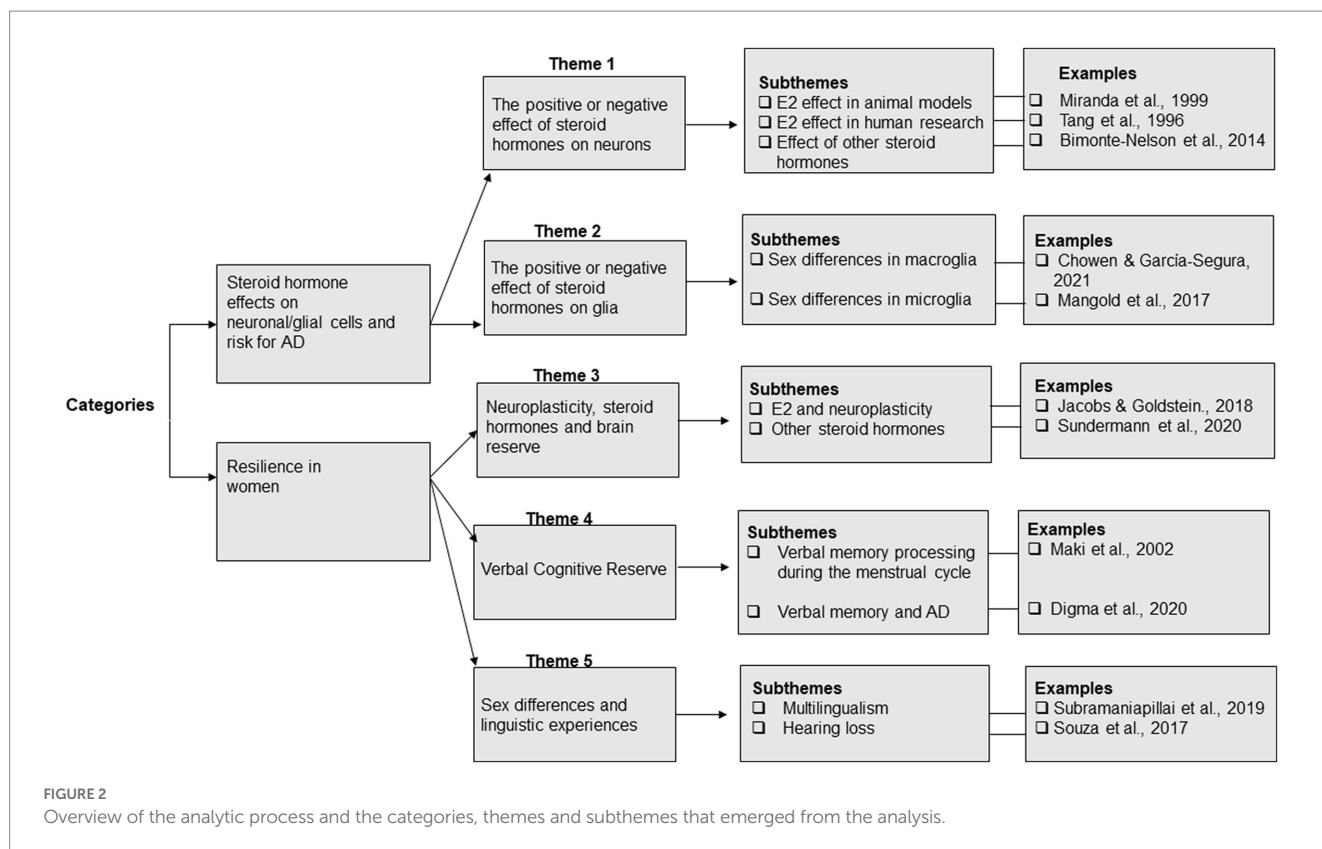 Categories
Steroid hormone
effects on
neuronal/glial cells and
risk for AD
Resilience in
women
Theme 1
The positive or negative
effect of steroid
hormones on neurons
Subthemes
❑ E2 effect in animal models
❑ E2 effect in human research
❑ Effect of other steroid
hormones
Examples
❑ Miranda et al., 1999
❑ Tang et al., 1996
❑ Bimonte-Nelson et al., 2014
Theme 2
The positive or negative
effect of steroid
hormones on glia
Subthemes
❑ Sex differences in macroglia
❑ Sex differences in microglia
Examples
❑ Chowen & García-Segura,
2021
❑ Mangold et al., 2017
Theme 3
Neuroplasticity, steroid
hormones and brain
reserve
Subthemes
❑ E2 and neuroplasticity
❑ Other steroid hormones
Examples
❑ Jacobs & Goldstein., 2018
❑ Sundermann et al., 2020
Theme 4
Verbal Cognitive Reserve
Subthemes
❑ Verbal memory processing
during the menstrual cycle
❑ Verbal memory and AD
Examples
❑ Maki et al., 2002
❑ Digma et al., 2020
Theme 5
Sex differences and
linguistic experiences
Subthemes
❑ Multilingualism
❑ Hearing loss
Examples
❑ Subramaniapillai et al., 2019
❑ Souza et al., 2017
FIGURE 2
Overview of the analytic process and the categories, themes and subthemes that emerged from the analysis.